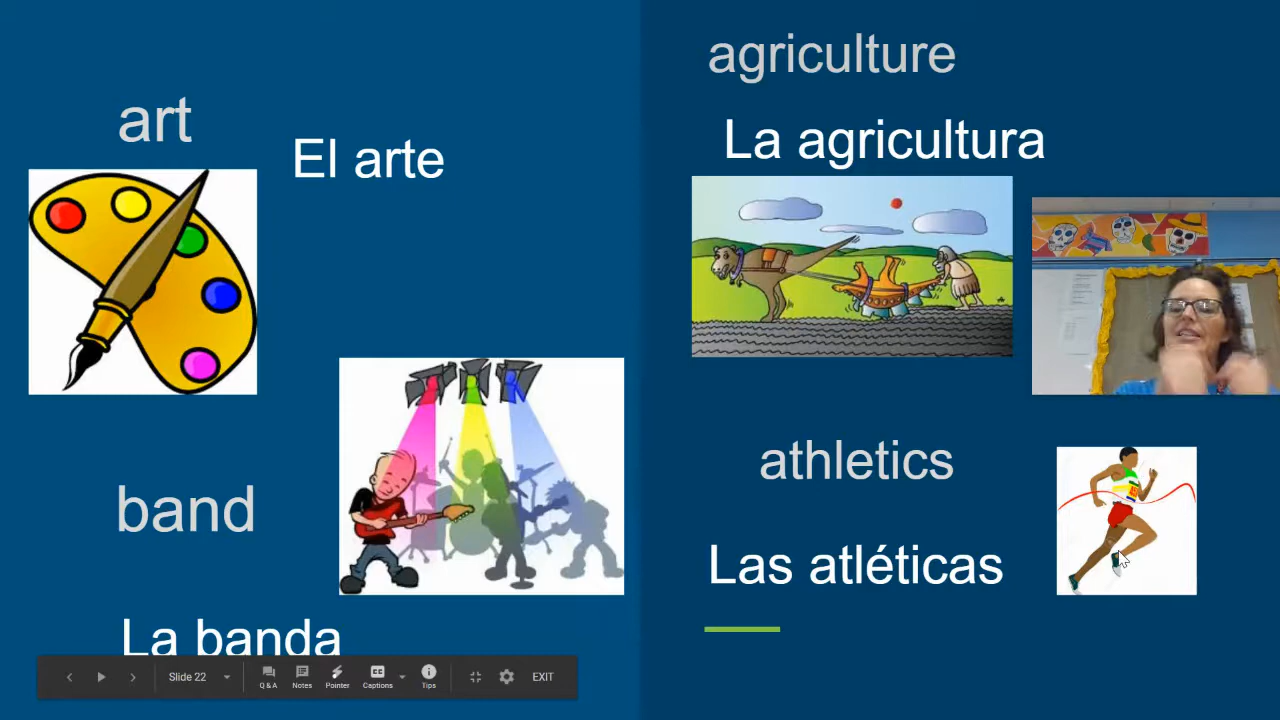 art
El arte
band
La banda
agriculture
La agricultura
athletics
Las atléticas
Slide 22
Q & A
Notes
Pointer
Captions
Tips
EXIT